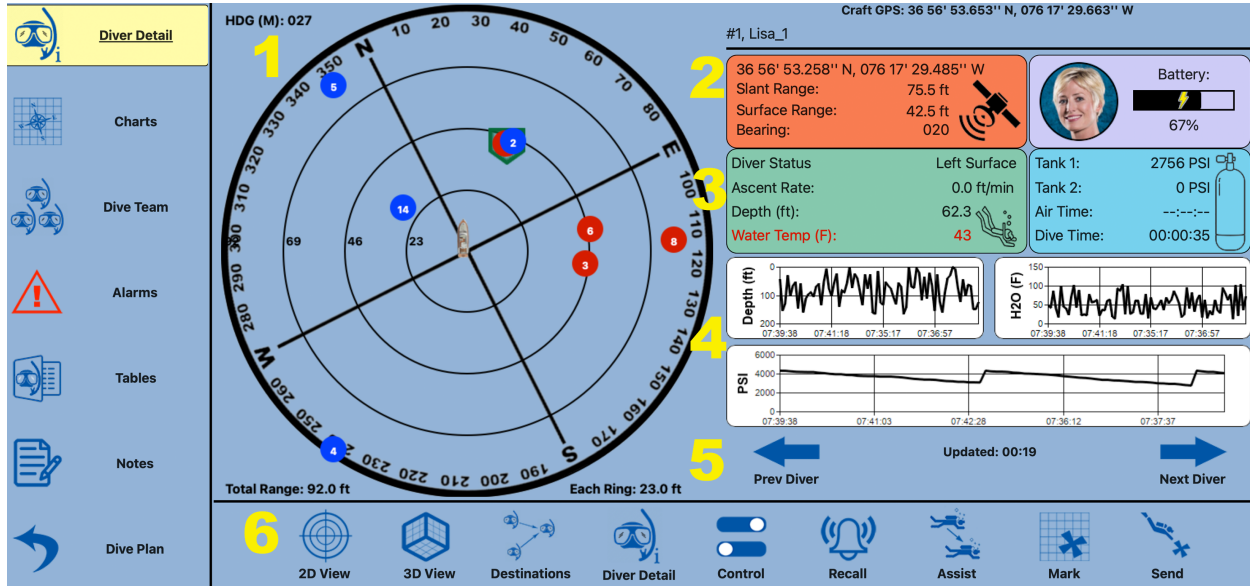 Diver Detail
Charts
Dive Team
Alarms
Tables
Notes
Dive Plan
HDG (M): 027
1
N
10
20
30
40
50
60
70
80
E
100
110
120
130
140
150
160
170
S
190
200
210
220
230
250
260
W
280
290
300
310
320
330
340
350
69
46
23
5
2
14
6
8
3
4
Total Range: 92.0 ft
Each Ring: 23.0 ft
Craft GPS: 36 56' 53.653'' N, 076 17' 29.663'' W
#1, Lisa_1
2
36 56' 53.258'' N, 076 17' 29.485'' W
Slant Range: 75.5 ft
Surface Range: 42.5 ft
Bearing: 020
Battery:
67%
3
Diver Status Left Surface
Ascent Rate: 0.0 ft/min
Depth (ft): 62.3
Water Temp (F): 43
Tank 1: 2756 PSI
Tank 2: 0 PSI
Air Time: --:--:--
Dive Time: 00:00:35
4
Depth (ft)
0
100
200
07:39:38 07:41:18 07:35:17 07:36:57
H2O (F)
150
100
50
0
07:39:38 07:41:18 07:35:17 07:36:57
PSI
6000
4000
2000
0
07:39:38 07:41:03 07:42:28 07:36:12 07:37:37
5
Prev Diver
Updated: 00:19
Next Diver
6
2D View
3D View
Destinations
Diver Detail
i
Control
Recall
Assist
Mark
Send